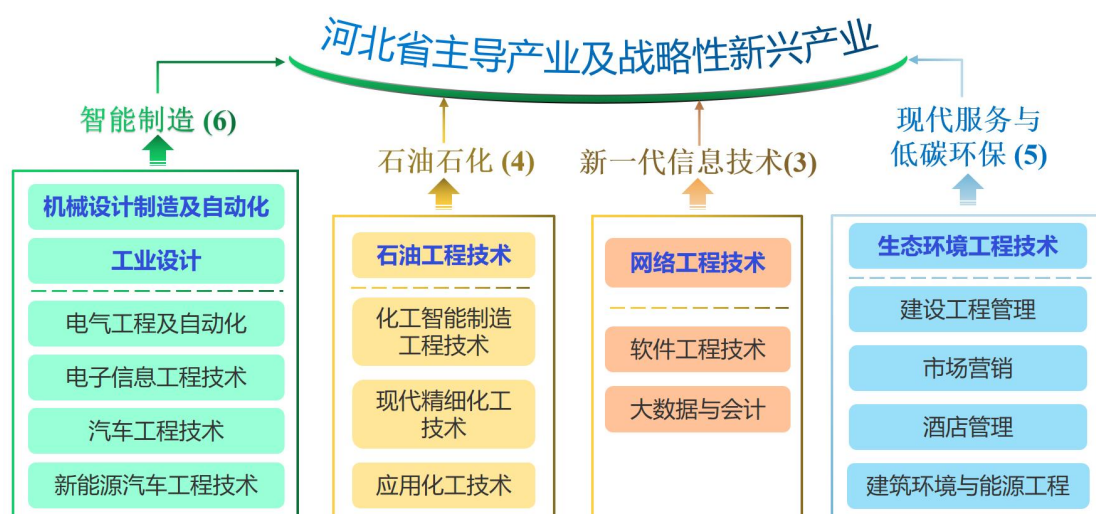 河北省主导产业及战略性新兴产业
智能制造 (6)
机械设计制造及自动化
工业设计
电气工程及自动化
电子信息工程技术
汽车工程技术
新能源汽车工程技术
石油石化 (4)
石油工程技术
化工智能制造
工程技术
现代精细化工
技术
应用化工技术
新一代信息技术(3)
网络工程技术
软件工程技术
大数据与会计
现代服务与
低碳环保 (5)
生态环境工程技术
建设工程管理
市场营销
酒店管理
建筑环境与能源工程